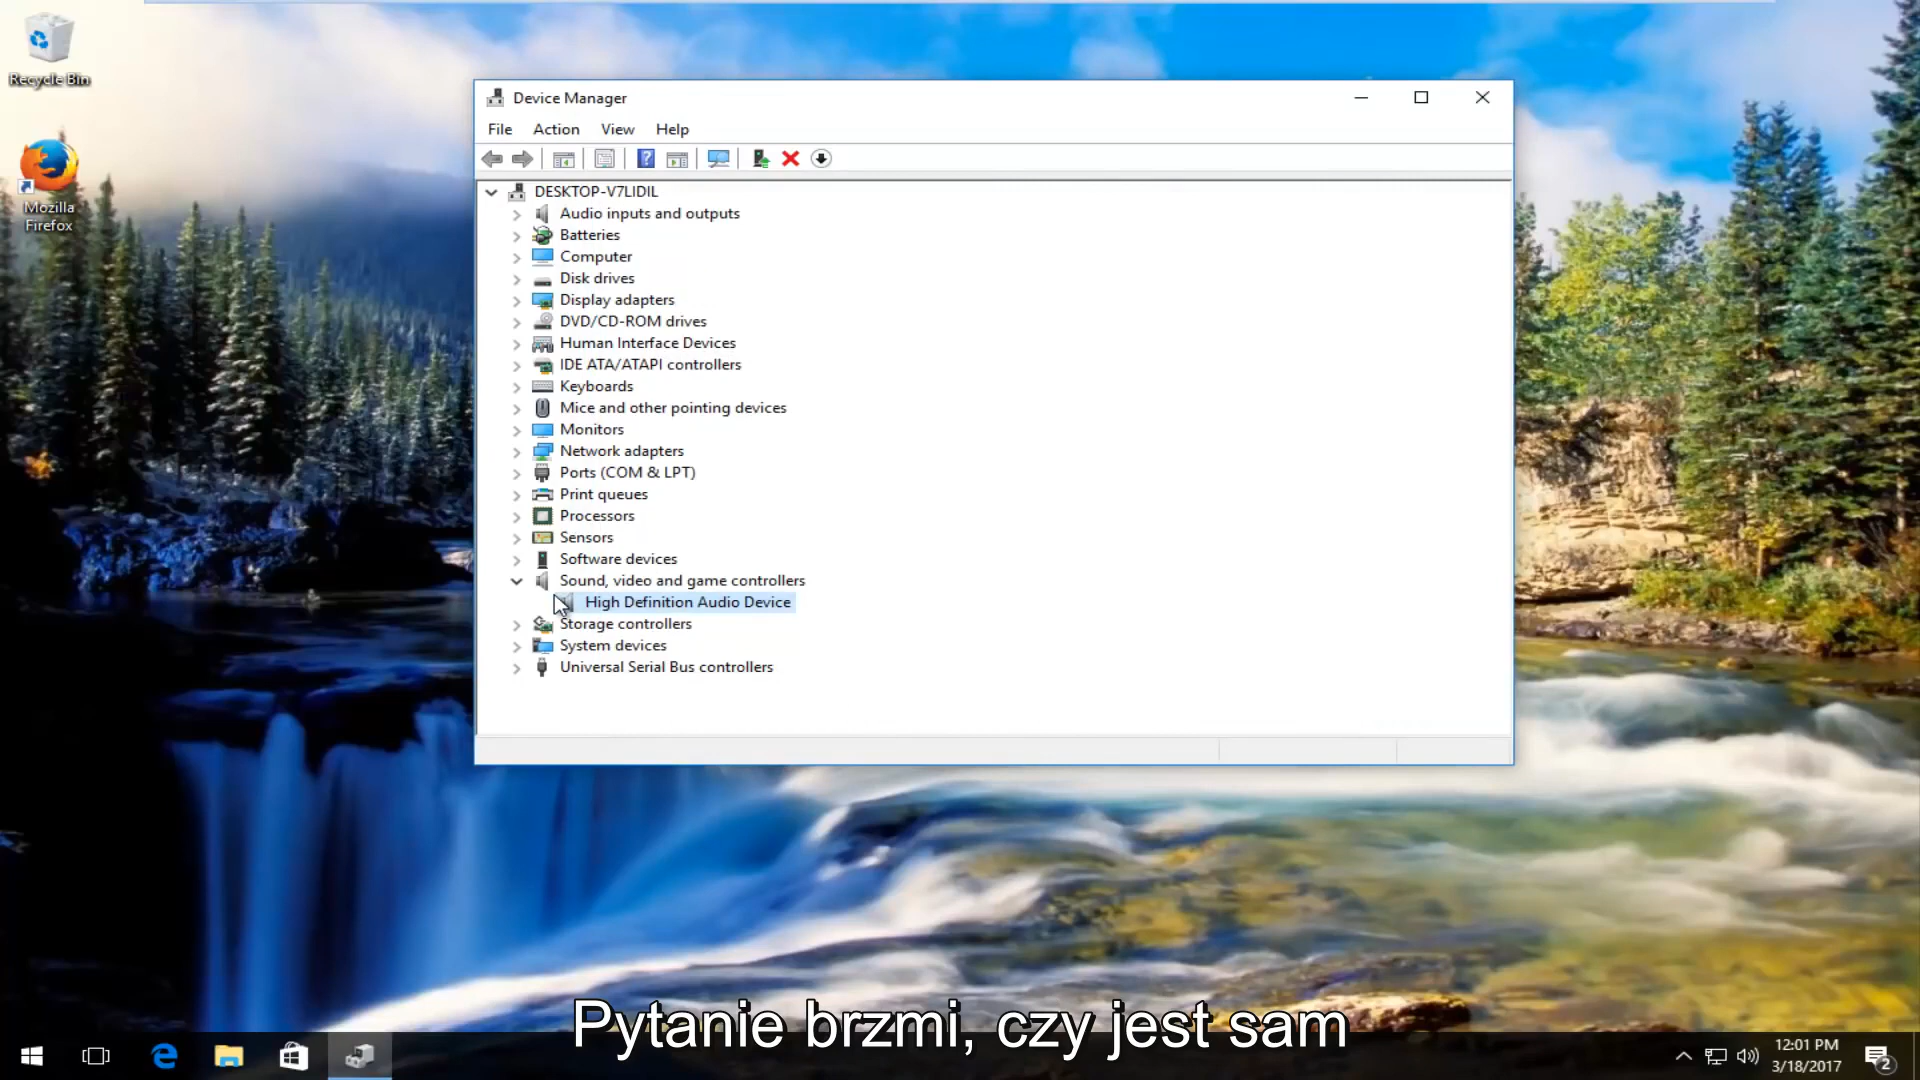 Recycle Bin
Mozilla
Firefox
Device Manager
File Action View Help
DESKTOP-V7LIDIL
Audio inputs and outputs
Batteries
Computer
Disk drives
Display adapters
DVD/CD-ROM drives
Human Interface Devices
IDE ATA/ATAPI controllers
Keyboards
Mice and other pointing devices
Monitors
Network adapters
Ports (COM & LPT)
Print queues
Processors
Sensors
Software devices
Sound, video and game controllers
High Definition Audio Device
Storage controllers
System devices
Universal Serial Bus controllers
Pytanie brzmi, czy jest sam
12:01 PM
3/18/2017
2